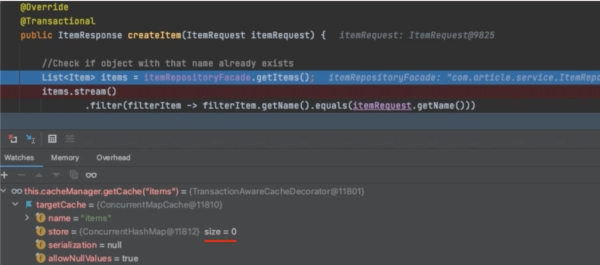 @Override
@Transactional
public ItemResponse createItem(ItemRequest itemRequest) { itemRequest: ItemRequest@9825
//Check if object with that name already exists
List<Item> items = itemRepositoryFacade.getItems(); itemRepositoryFacade: "com.article.service.ItemRepo
items.stream()
.filter(filterItem -> filterItem.getName().equals(itemRequest.getName()))
Watches Memory Overhead
this.cacheManager.getCache("items") = {TransactionAwareCacheDecorator@11801}
targetCache = {ConcurrentMapCache@11810}
name = "items"
store = {ConcurrentHashMap@11812} size = 0
serialization = null
allowNullValues = true